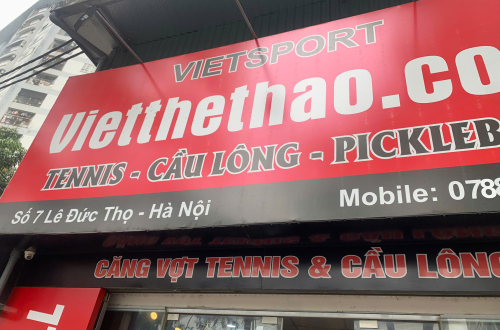 VIETSPORT
Vietthethao.co
TENNIS - CẦU LÔNG - PICKLEB
Số 7 Lê Đức Thọ - Hà Nội
Mobile: 0788
CĂNG VỢT TENNIS & CẦU LÔNG